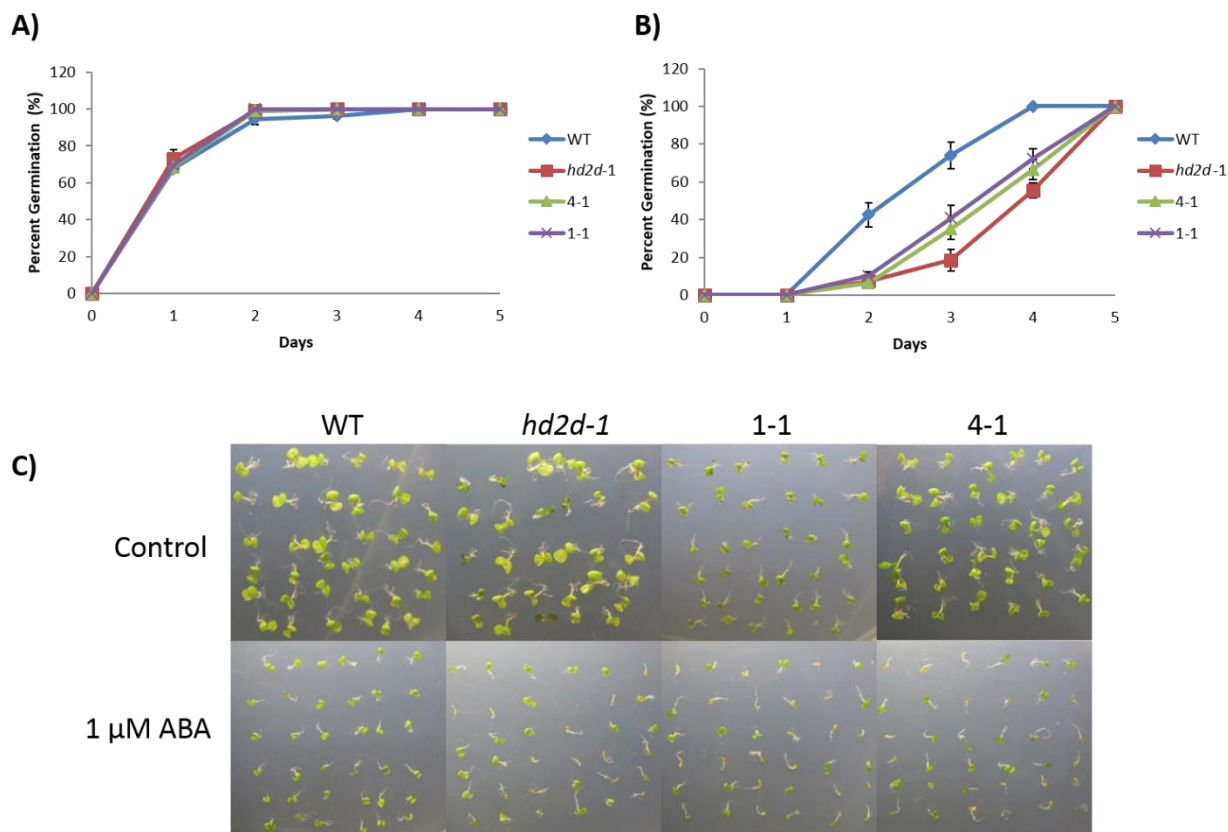 A)
120
100
80
60
40
20
0
Percent Germination (%)
0 1 2 3 4 5
Days
WT
hd2d-1
4-1
1-1
B)
120
100
80
60
40
20
0
Percent Germination (%)
0 1 2 3 4 5
Days
WT
hd2d-1
4-1
1-1
C)
WT hd2d-1 1-1 4-1
Control
1 µM ABA